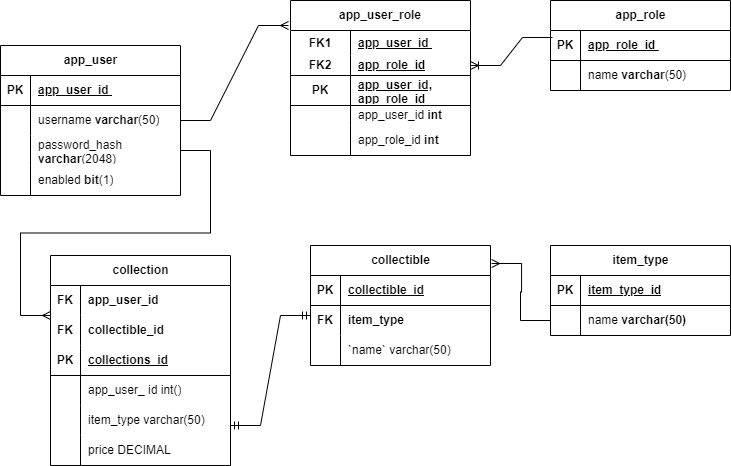 app_user
PK app_user_id
username varchar(50)
password_hash
varchar(2048)
enabled bit(1)
app_user_role
FK1 app_user_id
FK2 app_role_id
PK app_user_id,
app_role_id
app_user_id int
app_role_id int
app_role
PK app_role_id
name varchar(50)
collection
FK app_user_id
FK collectible_id
PK collections_id
app_user_ id int()
item_type varchar(50)
price DECIMAL
collectible
PK collectible_id
FK item_type
`name` varchar(50)
item_type
PK item_type_id
name varchar(50)